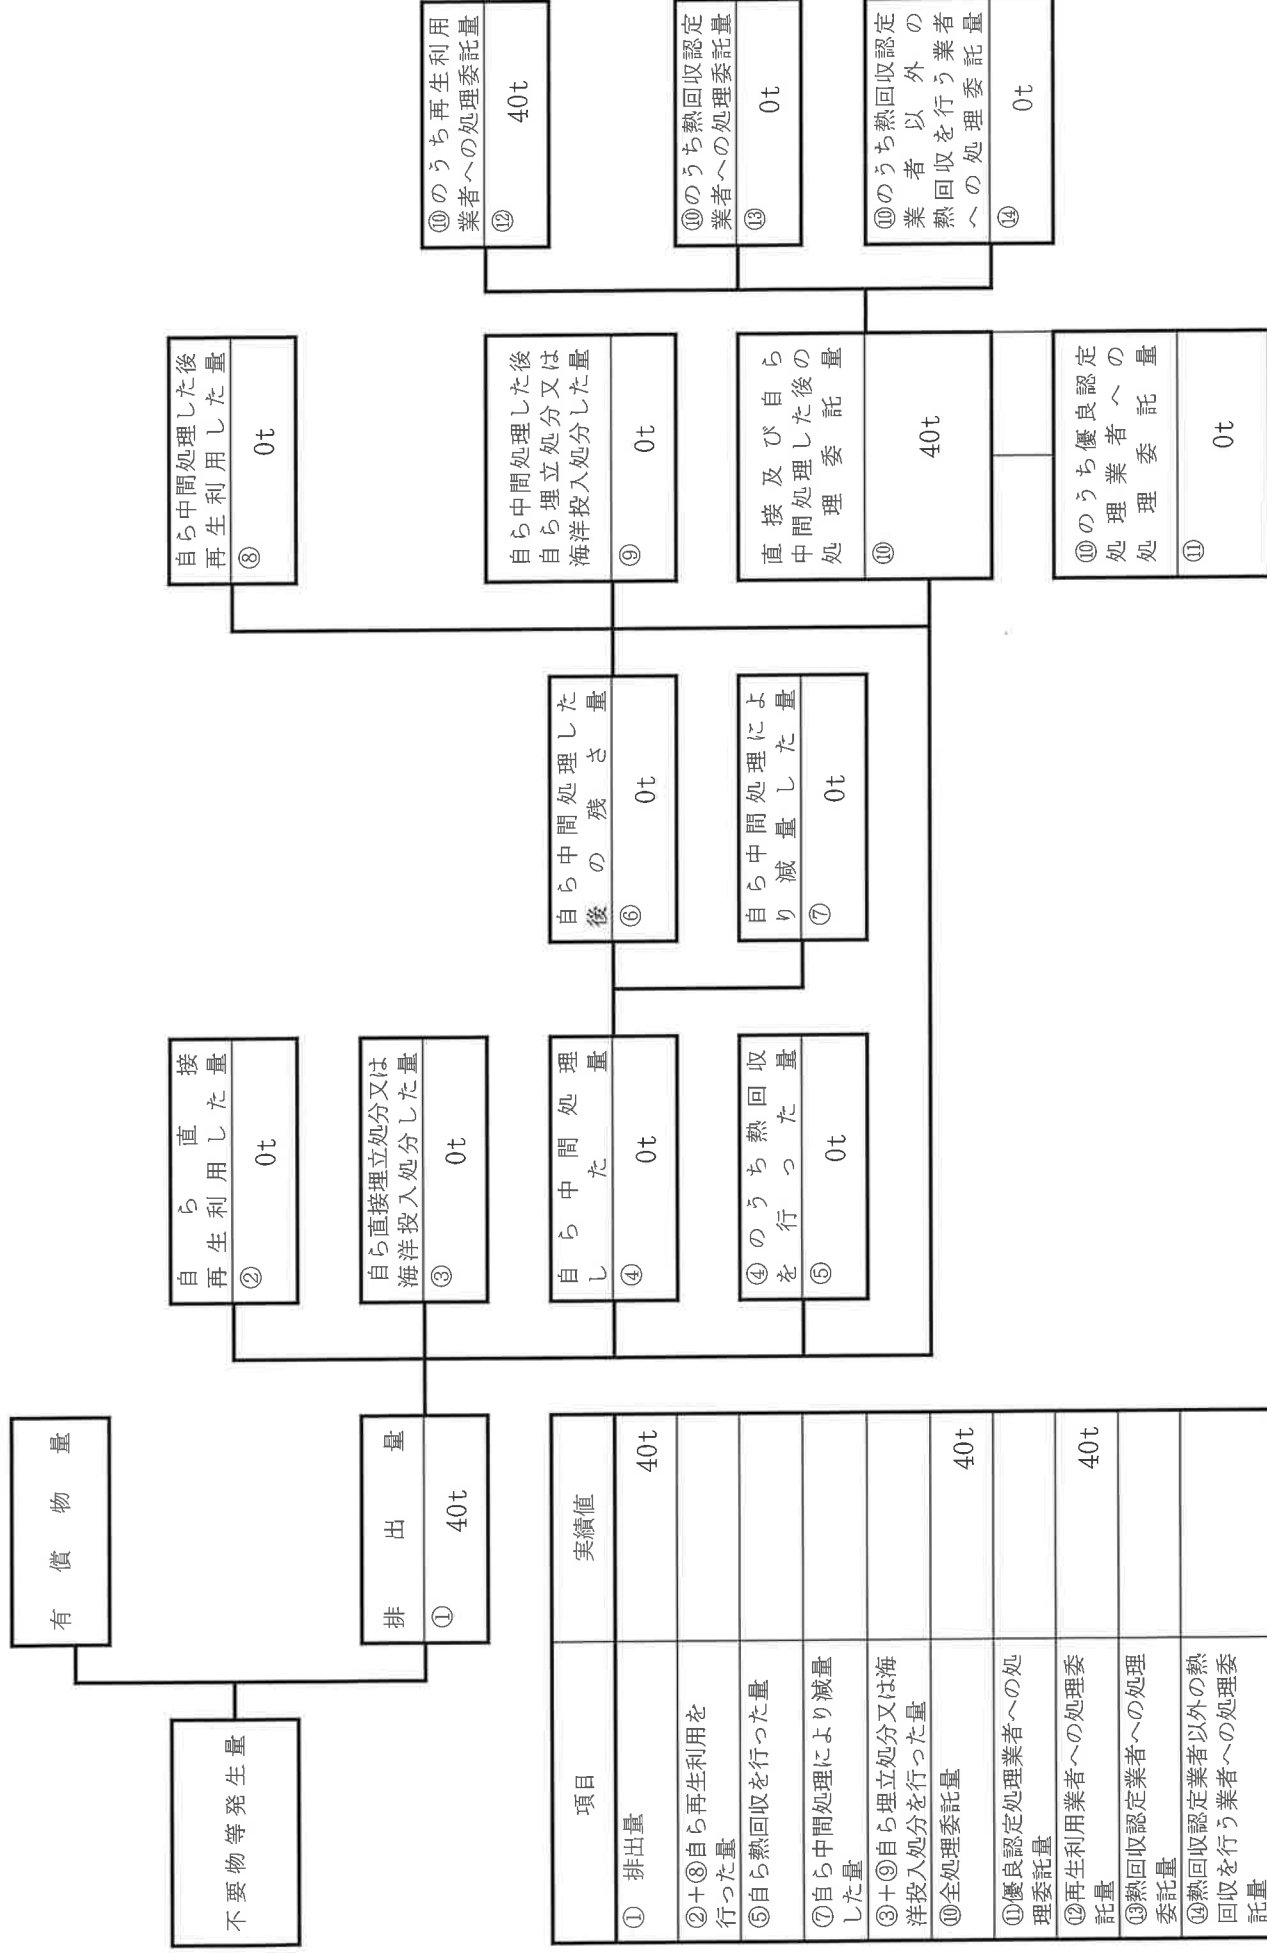 有償物量
不要物等発生量
排出量
①
40t
自ら直接
再生利用した量
②
0t
自ら直接埋立処分又は
海洋投入処分した量
③
0t
自ら中間処理
した量
④
0t
④のうち熱回収
を行った量
⑤
0t
自ら中間処理した
後の残さ量
⑥
0t
自ら中間処理によ
り減量した量
⑦
0t
自ら中間処理した後
再生利用した量
⑧
0t
自ら中間処理した後
自ら埋立処分又は
海洋投入処分した量
⑨
0t
直接及び自ら
中間処理した後の
処理委託量
⑩
40t
⑩のうち優良認定
処理業者への
処理委託量
⑪
0t
⑩のうち再生利用
業者への処理委託量
⑫
40t
⑩のうち熱回収認定
業者への処理委託量
⑬
0t
⑩のうち熱回収認定
業者以外の
熱回収を行う業者
への処理委託量
⑭
0t
項目 実績値
① 排出量 40t
②+⑧自ら再生利用を
行った量
⑤自ら熱回収を行った量
⑦自ら中間処理により減量
した量
③+⑨自ら埋立処分又は海
洋投入処分を行った量
⑩全処理委託量 40t
⑪優良認定処理業者への処
理委託量
⑫再生利用業者への処理委
託量 40t
⑬熱回収認定業者への処理
委託量
⑭熱回収認定業者以外の熱
回収を行う業者への処理委
託量